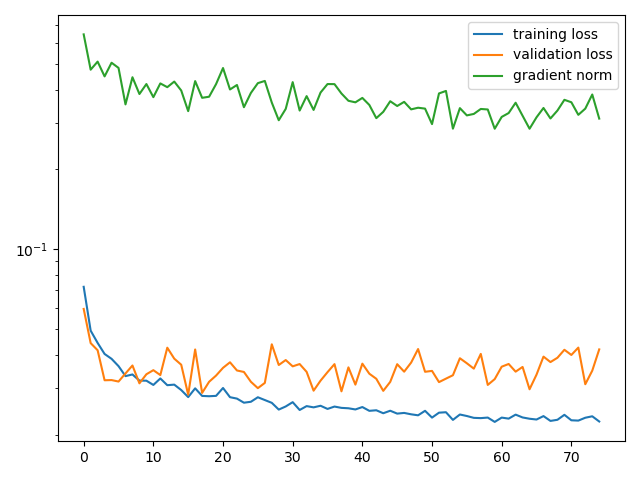 training loss
validation loss
gradient norm
10⁻¹
0 10 20 30 40 50 60 70